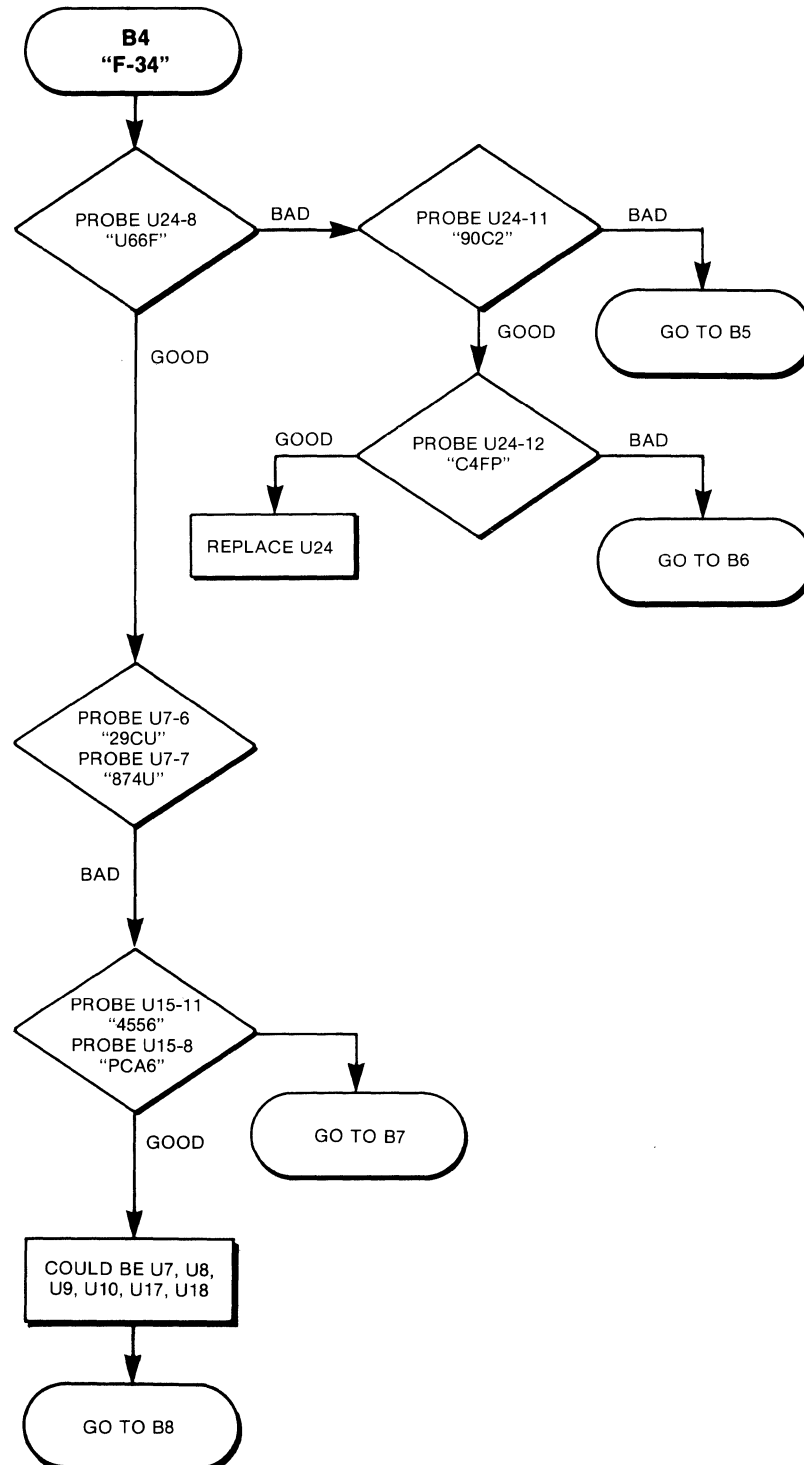 B4
“F-34”
PROBE U24-8
“U66F”
BAD
PROBE U24-11
“90C2”
BAD
GO TO B5
GOOD
GOOD
PROBE U24-12
“C4FP”
GOOD
BAD
REPLACE U24
GO TO B6
PROBE U7-6
“29CU”
PROBE U7-7
“874U”
BAD
PROBE U15-11
“4556”
PROBE U15-8
“PCA6”
GO TO B7
GOOD
COULD BE U7, U8,
U9, U10, U17, U18
GO TO B8